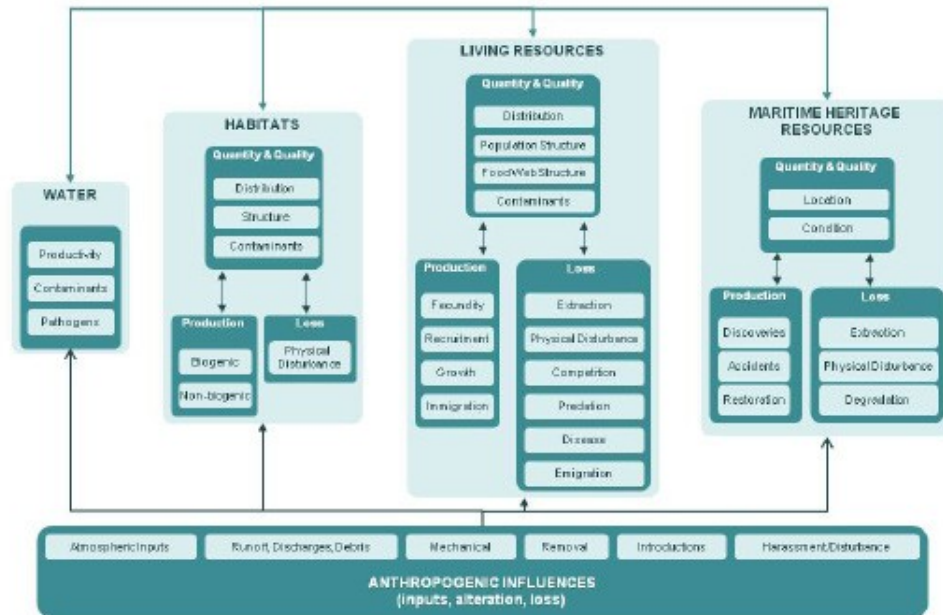 LIVING RESOURCES
Quantity & Quality
Distribution
Population Structure
Food Web Structure
Contaminants
Production
Fecundity
Recruitment
Growth
Immigration
Loss
Extraction
Physical Disturbance
Competition
Predation
Disease
Emigration
HABITATS
Quantity & Quality
Distribution
Structure
Contaminants
Production
Biogenic
Non-biogenic
Loss
Physical
Disturbance
MARITIME HERITAGE
RESOURCES
Quantity & Quality
Location
Condition
Production
Discoveries
Accidents
Restoration
Loss
Extraction
Physical Disturbance
Degradation
WATER
Productivity
Contaminants
Pathogens
Atmospheric Inputs
Runoff, Discharges, Debris
Mechanical
Removal
Introductions
Harassment/Disturbance
ANTHROPOGENIC INFLUENCES
(inputs, alteration, loss)